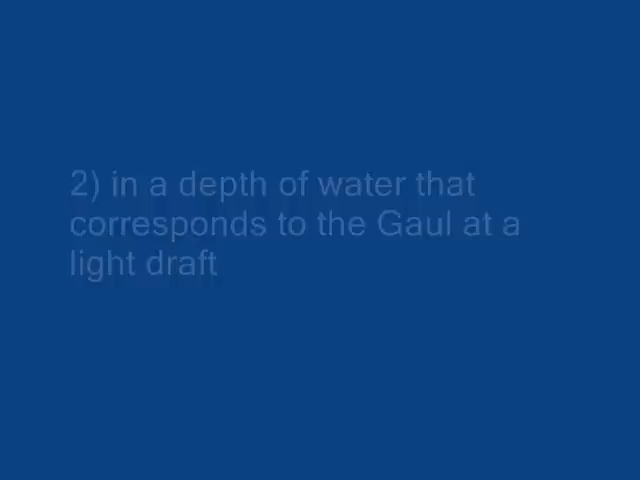 2) in a depth of water that
corresponds to the Gaul at a
light draft